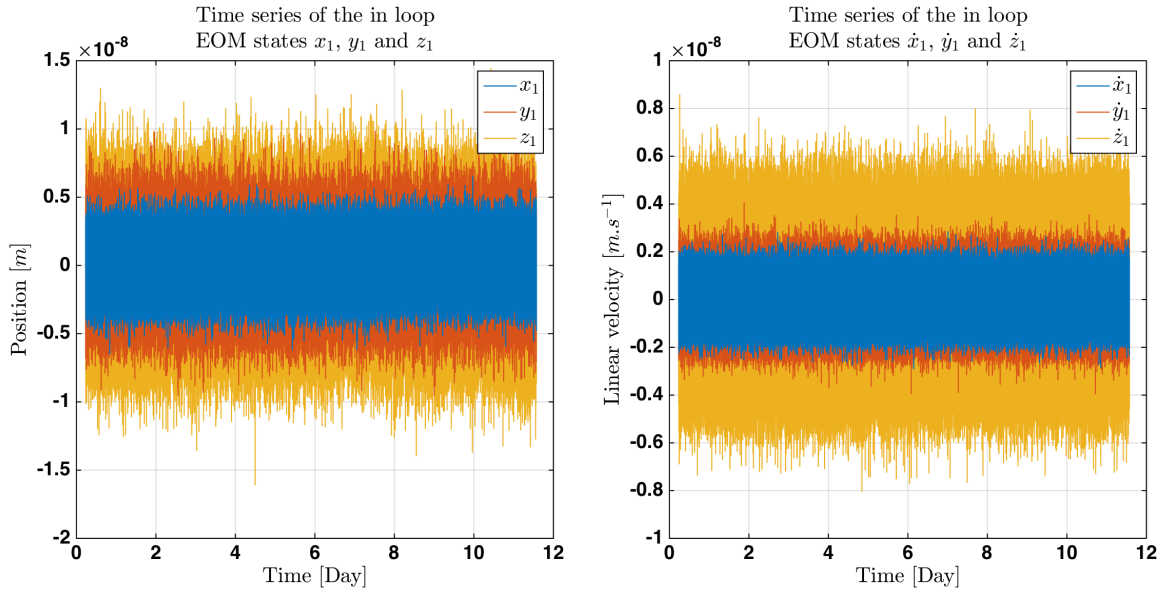 Time series of the in loop
EOM states x₁, y₁ and z₁
×10⁻⁸
1.5
1
0.5
0
-0.5
-1
-1.5
-2
Position [m]
x₁
y₁
z₁
0 2 4 6 8 10 12
Time [Day]
Time series of the in loop
EOM states ẋ₁, ẏ₁ and ż₁
×10⁻⁸
1
0.8
0.6
0.4
0.2
0
-0.2
-0.4
-0.6
-0.8
-1
Linear velocity [m.s⁻¹]
ẋ₁
ẏ₁
ż₁
0 2 4 6 8 10 12
Time [Day]